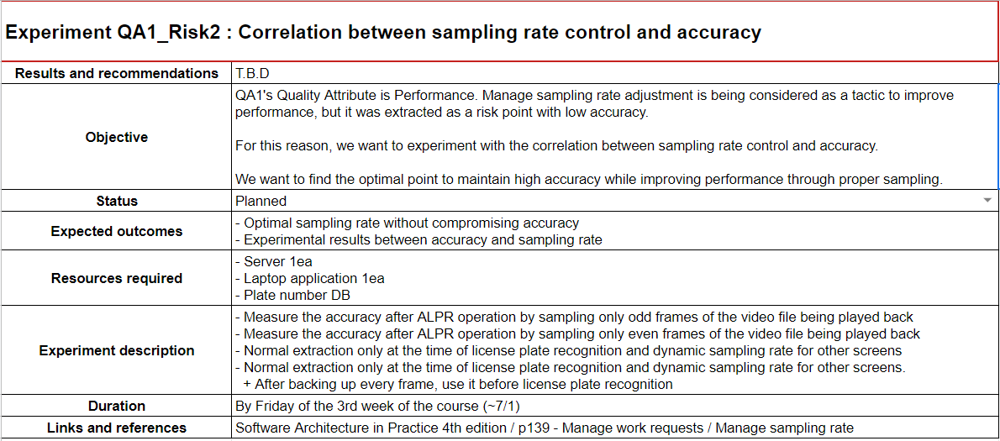 Experiment QA1_Risk2 : Correlation between sampling rate control and accuracy
Results and recommendations
T.B.D
Objective
QA1's Quality Attribute is Performance. Manage sampling rate adjustment is being considered as a tactic to improve
performance, but it was extracted as a risk point with low accuracy.
For this reason, we want to experiment with the correlation between sampling rate control and accuracy.
We want to find the optimal point to maintain high accuracy while improving performance through proper sampling.
Status
Planned
Expected outcomes
- Optimal sampling rate without compromising accuracy
- Experimental results between accuracy and sampling rate
Resources required
- Server 1ea
- Laptop application 1ea
- Plate number DB
Experiment description
- Measure the accuracy after ALPR operation by sampling only odd frames of the video file being played back
- Measure the accuracy after ALPR operation by sampling only even frames of the video file being played back
- Normal extraction only at the time of license plate recognition and dynamic sampling rate for other screens
- Normal extraction only at the time of license plate recognition and dynamic sampling rate for other screens.
+ After backing up every frame, use it before license plate recognition
Duration
By Friday of the 3rd week of the course (~7/1)
Links and references
Software Architecture in Practice 4th edition / p139 - Manage work requests / Manage sampling rate